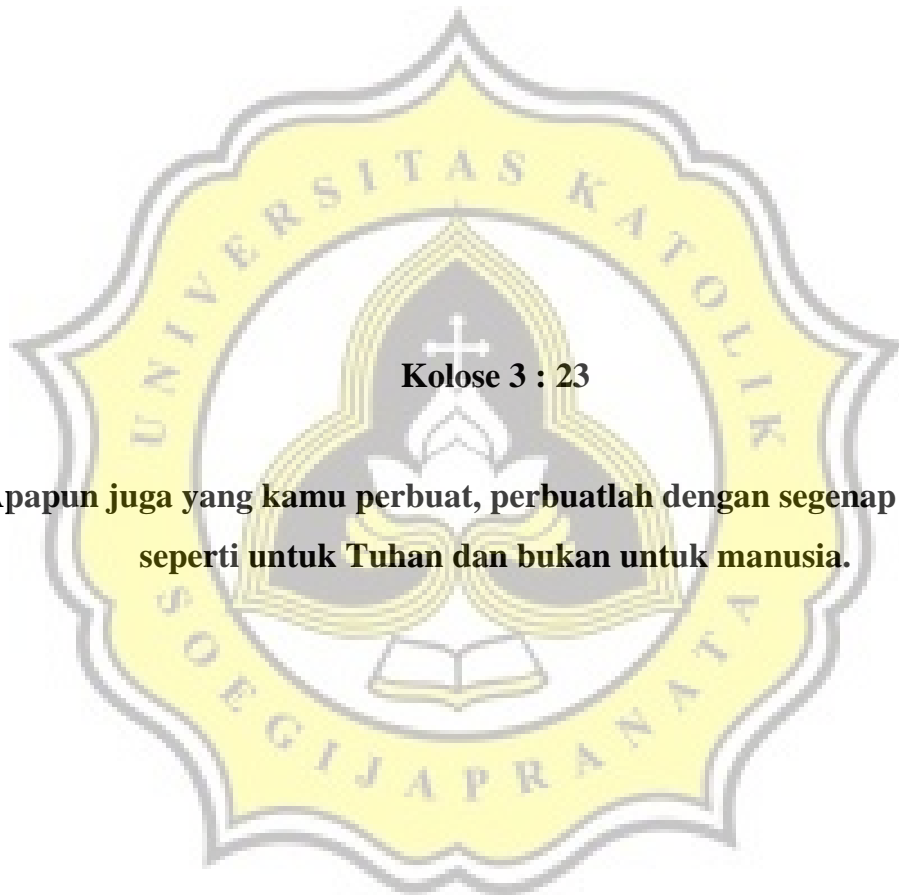 UNIVERSITAS KATOLIK
Kolose 3 : 23
papun juga yang kamu perbuat, perbuatlah dengan segenap
seperti untuk Tuhan dan bukan untuk manusia.
SOEGIJAPRANATA